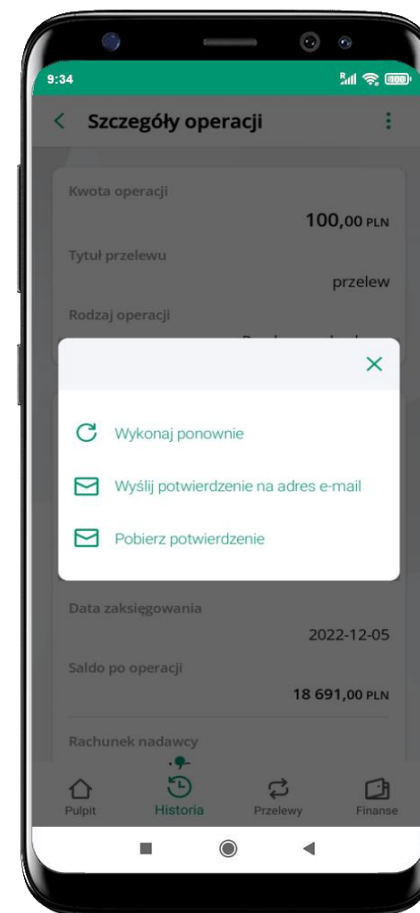 9:34
R
Szczegóły operacji
Kwota operacji
100,00 PLN
Tytuł przelewu
przelew
Rodzaj operacji
Wykonaj ponownie
Wyślij potwierdzenie na adres e-mail
Pobierz potwierdzenie
Data zaksięgowania
2022-12-05
Saldo po operacji
18 691,00 PLN
Rachunek nadawcy
Pulpit
Historia
Przelewy
Finanse